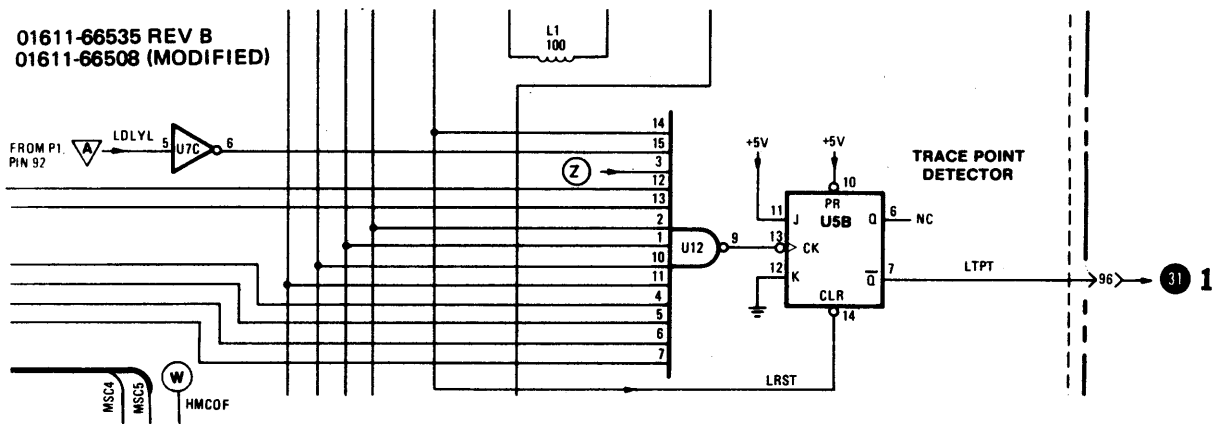 01611-66535 REV B
01611-66508 (MODIFIED)
L1
100
FROM P1,
PIN 92
A
LDLYL
5
U7C
6
14
15
3
Z
12
13
2
1
10
11
4
5
6
7
U12
9
+5V
+5V
TRACE POINT
DETECTOR
10
PR
11
J
U5B
Q
6
NC
13
CK
12
K
Q
7
CLR
14
LTPT
96
31
1
LRST
MSC4
MSC5
W
HMCOF